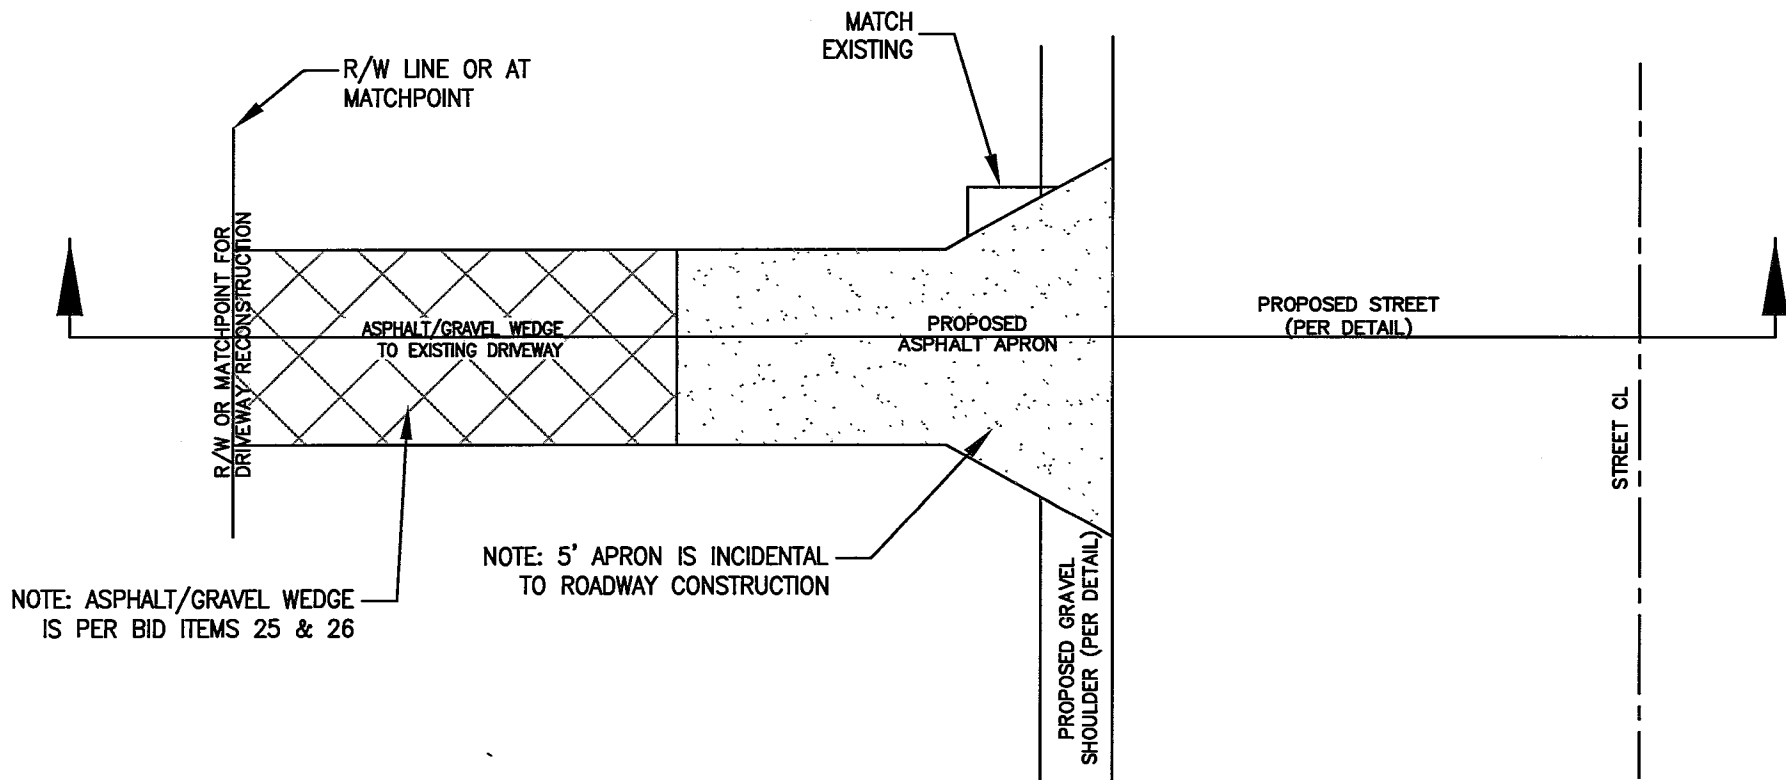 MATCH
EXISTING
R/W LINE OR AT
MATCHPOINT
R/W OR MATCHPOINT FOR
DRIVEWAY RECONSTRUCTION
ASPHALT/GRAVEL WEDGE
TO EXISTING DRIVEWAY
PROPOSED
ASPHALT APRON
PROPOSED STREET
(PER DETAIL)
STREET CL
NOTE: 5' APRON IS INCIDENTAL
TO ROADWAY CONSTRUCTION
NOTE: ASPHALT/GRAVEL WEDGE
IS PER BID ITEMS 25 & 26
PROPOSED GRAVEL
SHOULDER (PER DETAIL)